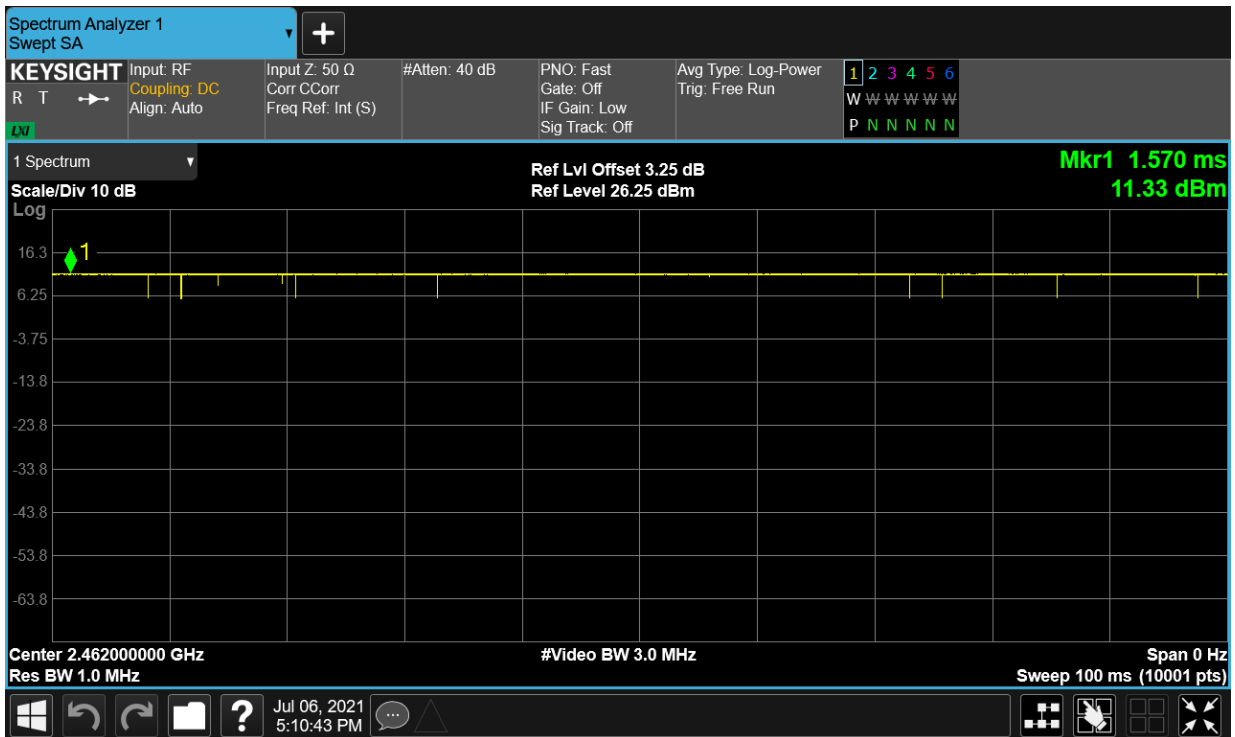 Spectrum Analyzer 1
Swept SA
KEYSIGHT
R T
LXI
Input: RF
Coupling: DC
Align: Auto
Input Z: 50 Ω
Corr CCorr
Freq Ref: Int (S)
#Atten: 40 dB
PNO: Fast
Gate: Off
IF Gain: Low
Sig Track: Off
Avg Type: Log-Power
Trig: Free Run
1 2 3 4 5 6
W W W W W W
P N N N N N
1 Spectrum
Scale/Div 10 dB
Log
Ref Lvl Offset 3.25 dB
Ref Level 26.25 dBm
Mkr1 1.570 ms
11.33 dBm
1
16.3
6.25
-3.75
-13.8
-23.8
-33.8
-43.8
-53.8
-63.8
Center 2.462000000 GHz
Res BW 1.0 MHz
#Video BW 3.0 MHz
Span 0 Hz
Sweep 100 ms (10001 pts)
?
Jul 06, 2021
5:10:43 PM